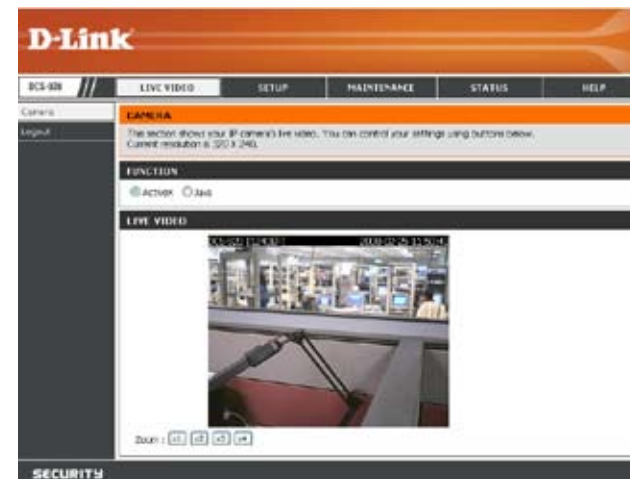 D-Link
DCS-920 // LIVE VIDEO SETUP MAINTENANCE STATUS HELP
Camera
Logout
CAMERA
This section shows your IP camera's live video. You can control your settings using buttons below.
Current resolution is 320 X 240.
FUNCTION
ActiveX Java
LIVE VIDEO
Zoom : x1 x2 x3 x4
SECURITY